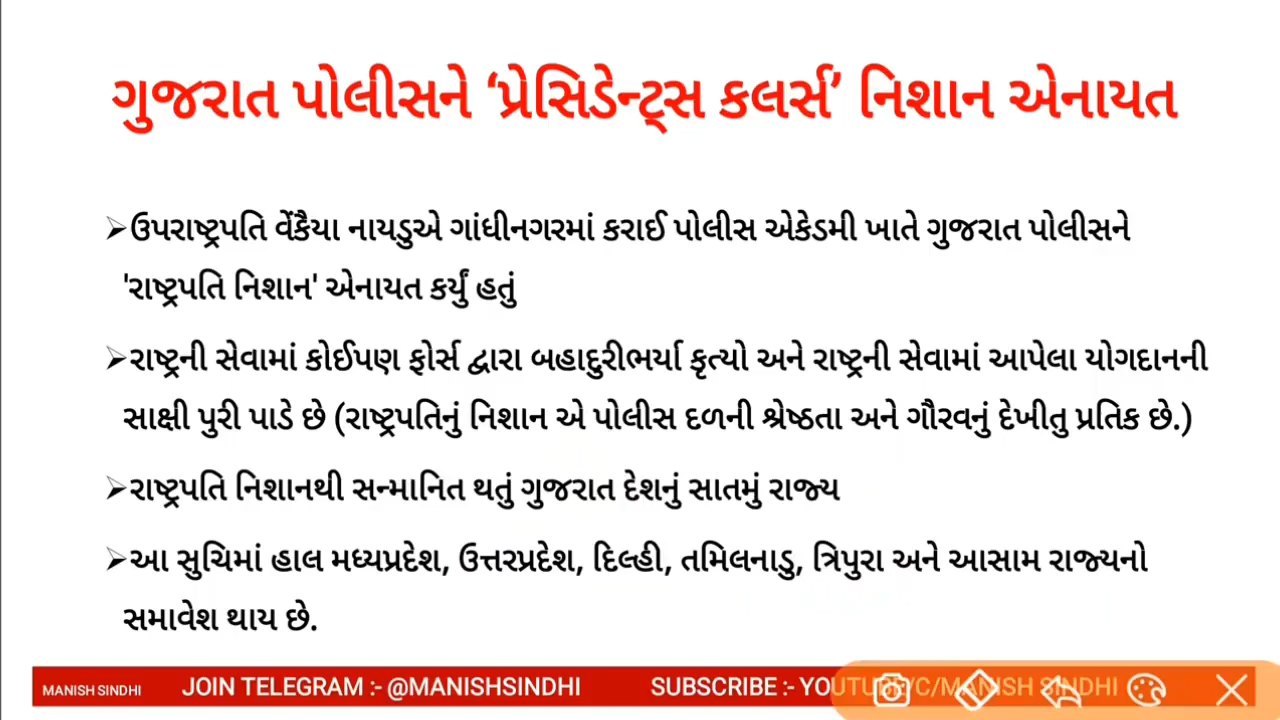 ગુજરાત પોલીસને ‘પ્રેસિડેન્ટ્સ કલર્સ’ નિશાન એનાયત
➢ઉપરાષ્ટ્રપતિ વેંકૈયા નાયડુએ ગાંધીનગરમાં કરાઈ પોલીસ એકેડમી ખાતે ગુજરાત પોલીસને
'રાષ્ટ્રપતિ નિશાન' એનાયત કર્યું હતું
➢રાષ્ટ્રની સેવામાં કોઈપણ ફોર્સ દ્વારા બહાદુરીભર્યા કૃત્યો અને રાષ્ટ્રની સેવામાં આપેલા યોગદાનની
સાક્ષી પુરી પાડે છે (રાષ્ટ્રપતિનું નિશાન એ પોલીસ દળની શ્રેષ્ઠતા અને ગૌરવનું દેખીતુ પ્રતિક છે.)
➢રાષ્ટ્રપતિ નિશાનથી સન્માનિત થતું ગુજરાત દેશનું સાતમું રાજ્ય
➢આ સુચિમાં હાલ મધ્યપ્રદેશ, ઉત્તરપ્રદેશ, દિલ્હી, તમિલનાડુ, ત્રિપુરા અને આસામ રાજ્યનો
સમાવેશ થાય છે.
MANISH SINDHI JOIN TELEGRAM :- @MANISHSINDHI SUBSCRIBE :- YOUTUBE/C/MANISH SINDHI